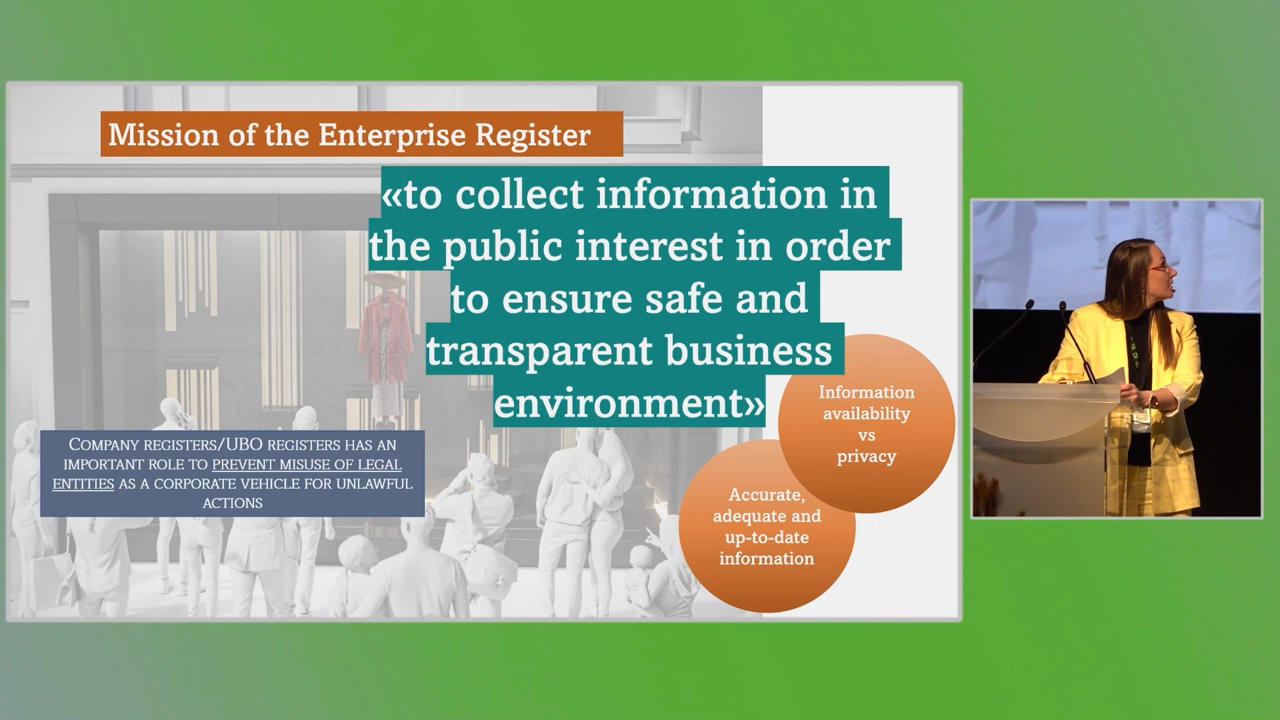 Mission of the Enterprise Register
«to collect information in
the public interest in order
to ensure safe and
transparent business
environment»
Information
availability
vs
privacy
Accurate,
adequate and
up-to-date
information
Company registers/UBO registers has an
important role to prevent misuse of legal
entities as a corporate vehicle for unlawful
actions